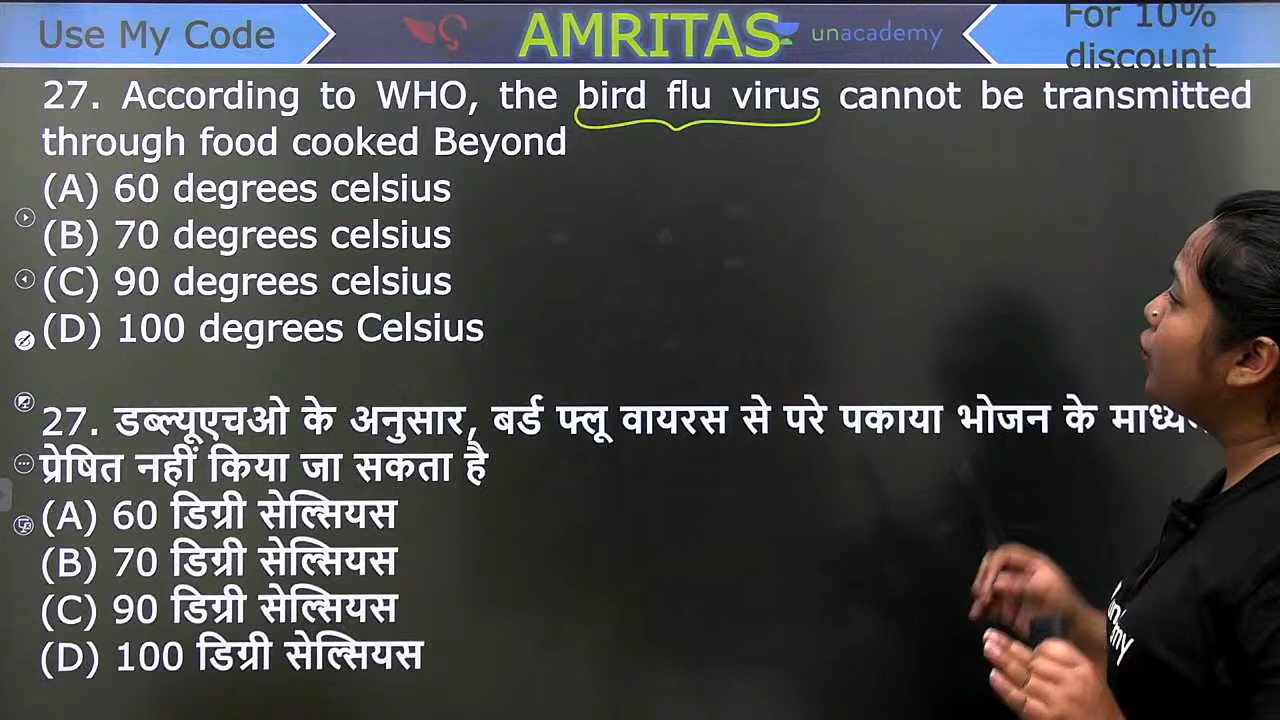 Use My Code
AMRITAS
unacademy
For 10%
discount
27. According to WHO, the bird flu virus cannot be transmitted
through food cooked Beyond
(A) 60 degrees celsius
(B) 70 degrees celsius
(C) 90 degrees celsius
(D) 100 degrees Celsius
27. डब्ल्यूएचओ के अनुसार, बर्ड फ्लू वायरस से परे पकाया भोजन के
प्रेषित नहीं किया जा सकता है
(A) 60 डिग्री सेल्सियस
(B) 70 डिग्री सेल्सियस
(C) 90 डिग्री सेल्सियस
(D) 100 डिग्री सेल्सियस